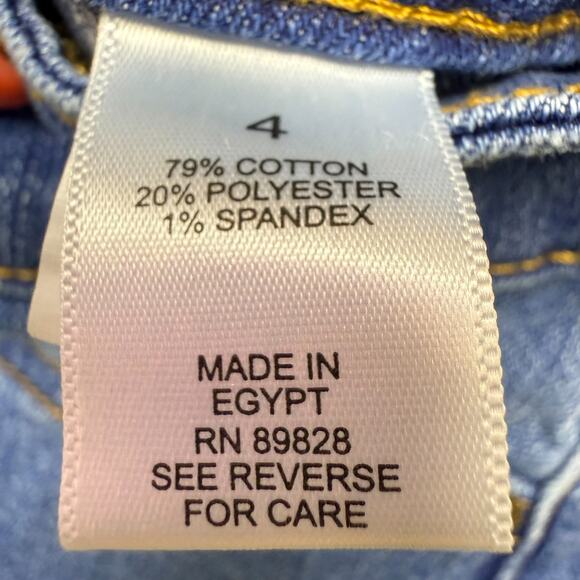 4
79% COTTON
20% POLYESTER
1% SPANDEX
MADE IN
EGYPT
RN 89828
SEE REVERSE
FOR CARE